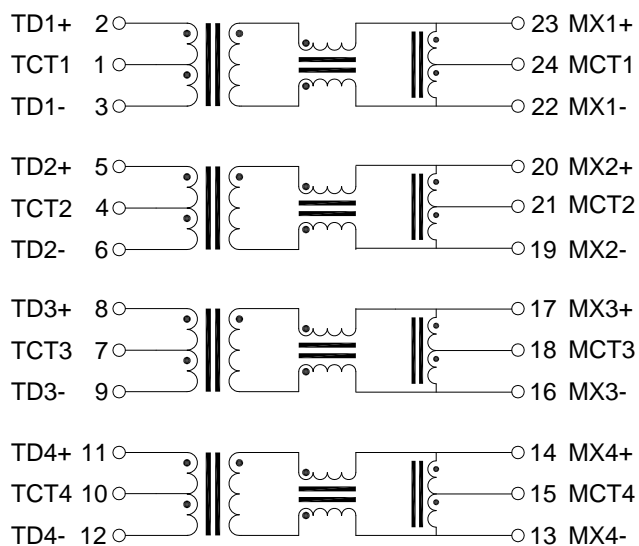 TD1+ 2 23 MX1+
TCT1 1 24 MCT1
TD1- 3 22 MX1-
TD2+ 5 20 MX2+
TCT2 4 21 MCT2
TD2- 6 19 MX2-
TD3+ 8 17 MX3+
TCT3 7 18 MCT3
TD3- 9 16 MX3-
TD4+ 11 14 MX4+
TCT4 10 15 MCT4
TD4- 12 13 MX4-